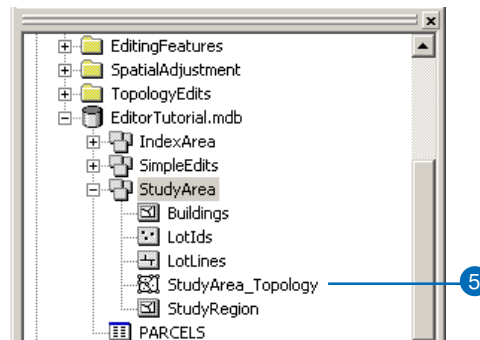 EditingFeatures
SpatialAdjustment
TopologyEdits
EditorTutorial.mdb
IndexArea
SimpleEdits
StudyArea
Buildings
LotIds
LotLines
StudyArea_Topology
5
StudyRegion
PARCELS